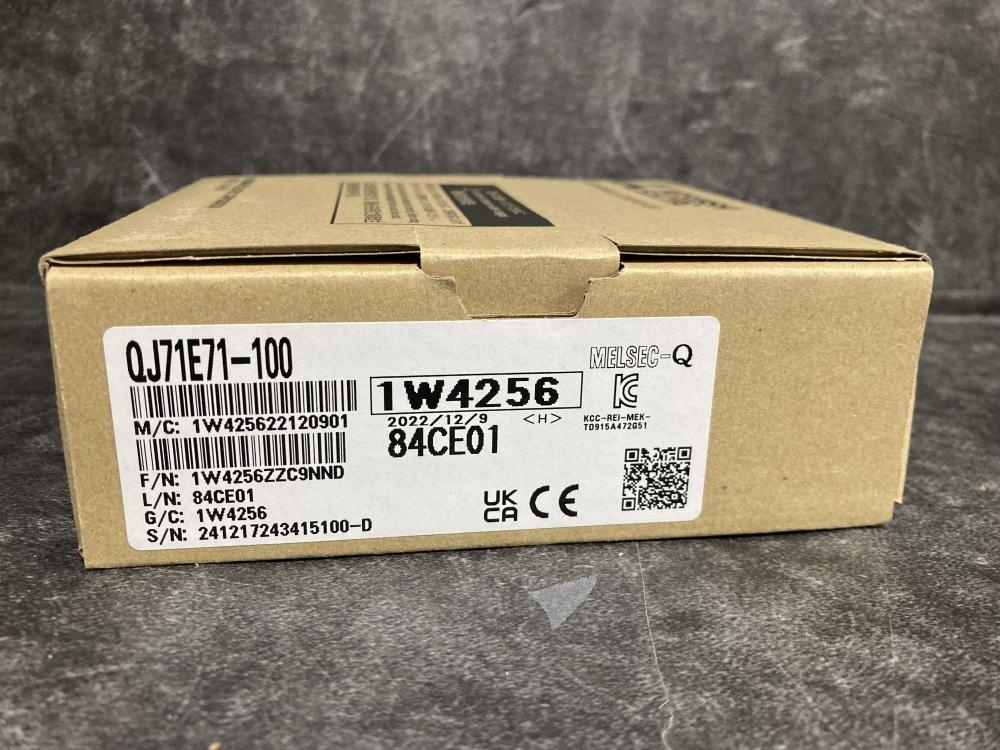 QJ71E71-100
M/C: 1W425622120901
F/N: 1W4256ZZC9NND
L/N: 84CE01
G/C: 1W4256
S/N: 241217243415100-D
1W4256
2022/12/9 <H>
84CE01
UK
CA CE
MELSEC-Q
KCC-REI-MEK-
TD915A472G51